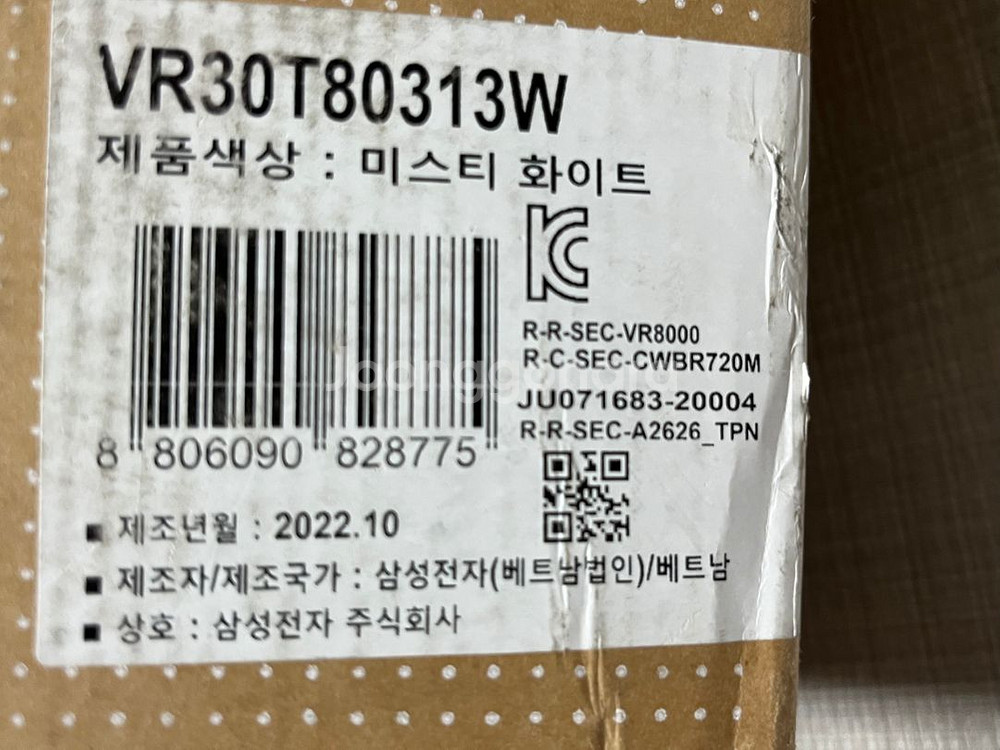 VR30T80313W
제품색상 : 미스티 화이트
R-R-SEC-VR8000
R-C-SEC-CWBR720M
JU071683-20004
R-R-SEC-A2626_TPN
8 806090 828775
■ 제조년월 : 2022.10
■ 제조자/제조국가 : 삼성전자(베트남법인)/베트남
■ 상호 : 삼성전자 주식회사